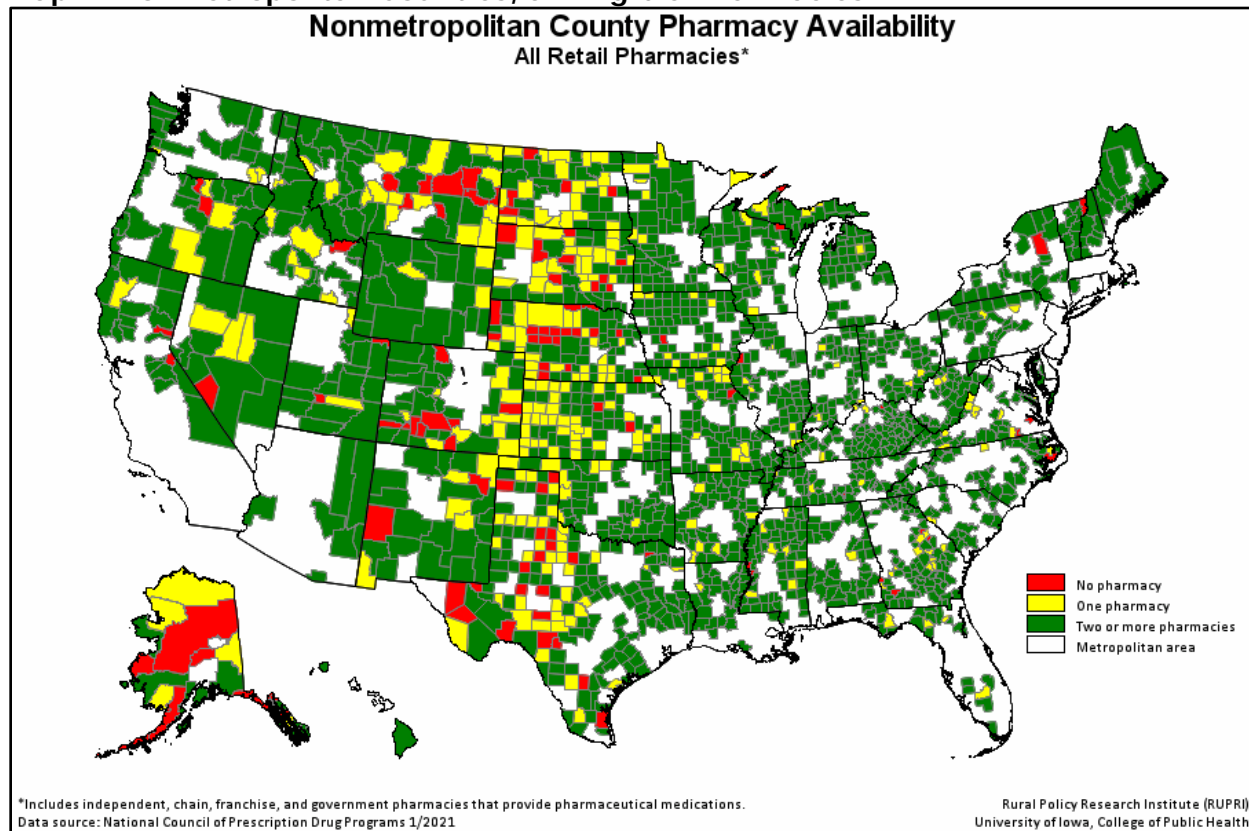 Nonmetropolitan County Pharmacy Availability
All Retail Pharmacies*
No pharmacy
One pharmacy
Two or more pharmacies
Metropolitan area
*Includes independent, chain, franchise, and government pharmacies that provide pharmaceutical medications.
Data source: National Council of Prescription Drug Programs 1/2021
Rural Policy Research Institute (RUPRI)
University of Iowa, College of Public Health